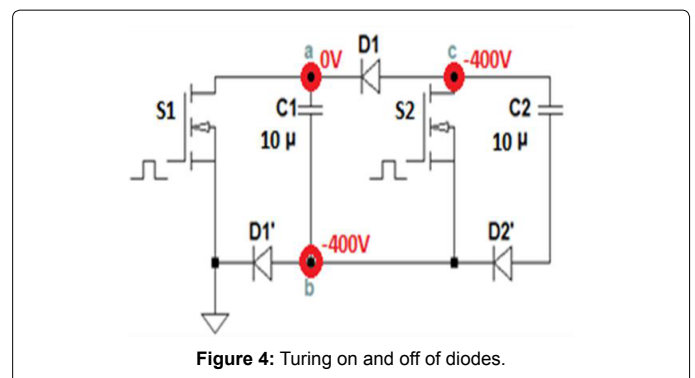 D1
a 0V
c -400V
S1
C1
10 µ
S2
C2
10 µ
D1'
-400V
D2'
b
Figure 4: Turing on and off of diodes.